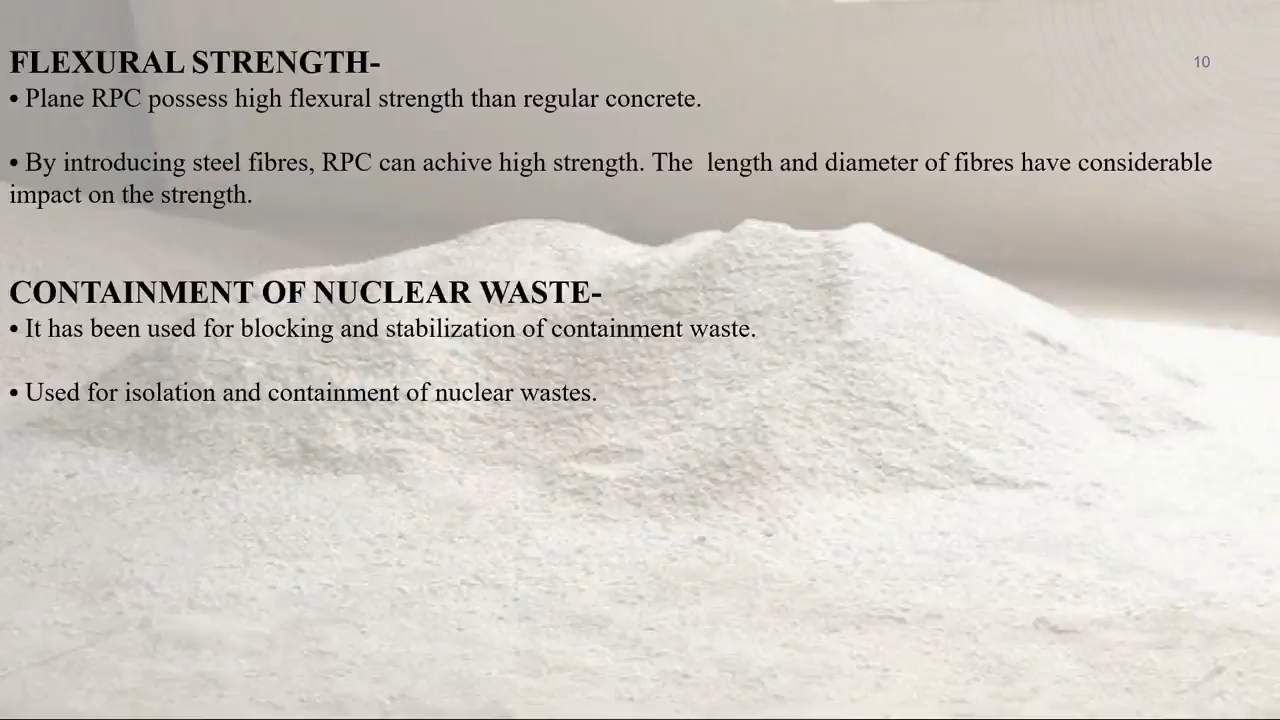 FLEXURAL STRENGTH-
10
• Plane RPC possess high flexural strength than regular concrete.
• By introducing steel fibres, RPC can achive high strength. The  length and diameter of fibres have considerable
impact on the strength.
CONTAINMENT OF NUCLEAR WASTE-
• It has been used for blocking and stabilization of containment waste.
• Used for isolation and containment of nuclear wastes.